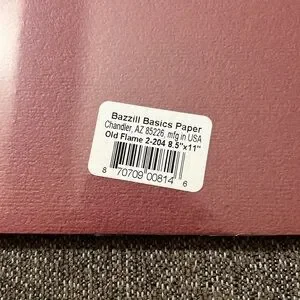 Bazzill Basics Paper
Chandler, AZ 85226, mfg in USA
Old Flame 2-204 8.5"x11"
8 70709 00814 6